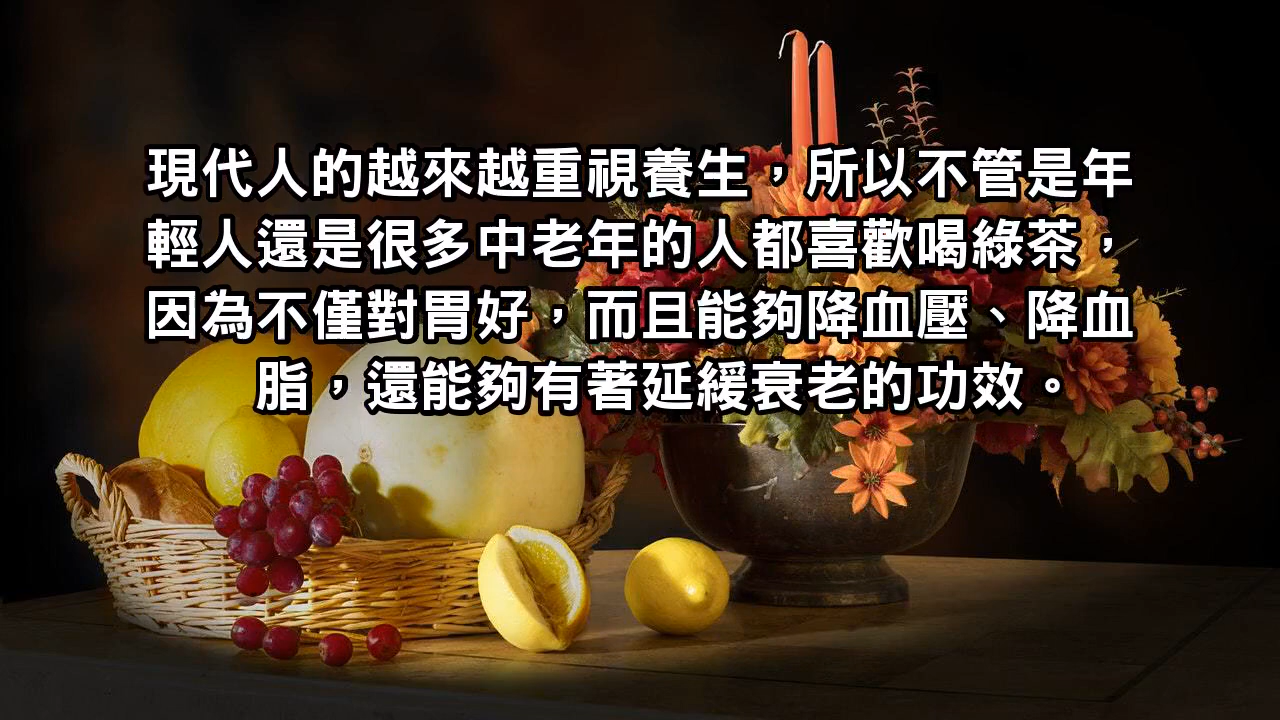 現代人的越來越重視養生，所以不管是年
輕人還是很多中老年的人都喜歡喝綠茶，
因為不僅對胃好，而且能夠降血壓、降血
脂，還能夠有著延緩衰老的功效。